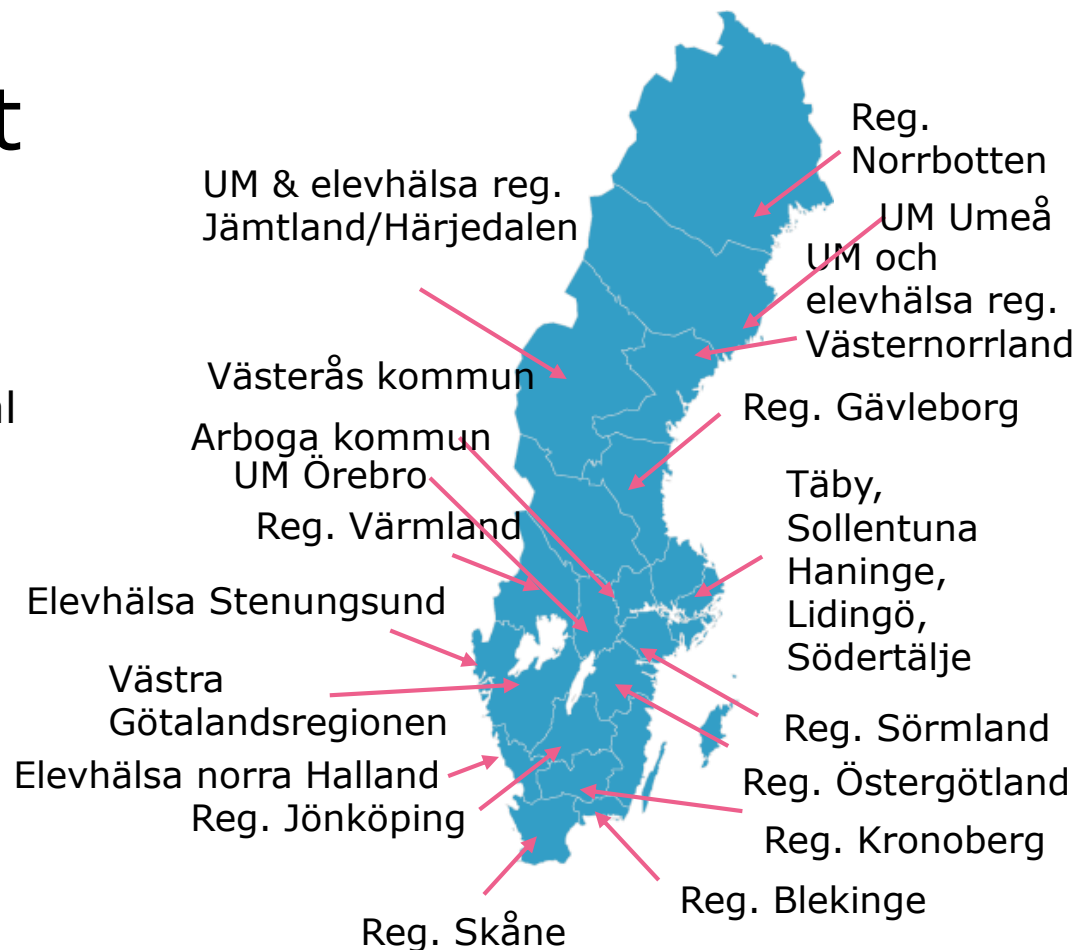 t
al
Reg.
Norrbotten
UM & elevhälsa reg.
Jämtland/Härjedalen
UM Umeå
UM och
elevhälsa reg.
Västernorrland
Västerås kommun
Reg. Gävleborg
Arboga kommun
UM Örebro
Reg. Värmland
Täby,
Sollentuna
Haninge,
Lidingö,
Södertälje
Elevhälsa Stenungsund
Västra
Götalandsregionen
Reg. Sörmland
Elevhälsa norra Halland
Reg. Östergötland
Reg. Jönköping
Reg. Kronoberg
Reg. Blekinge
Reg. Skåne